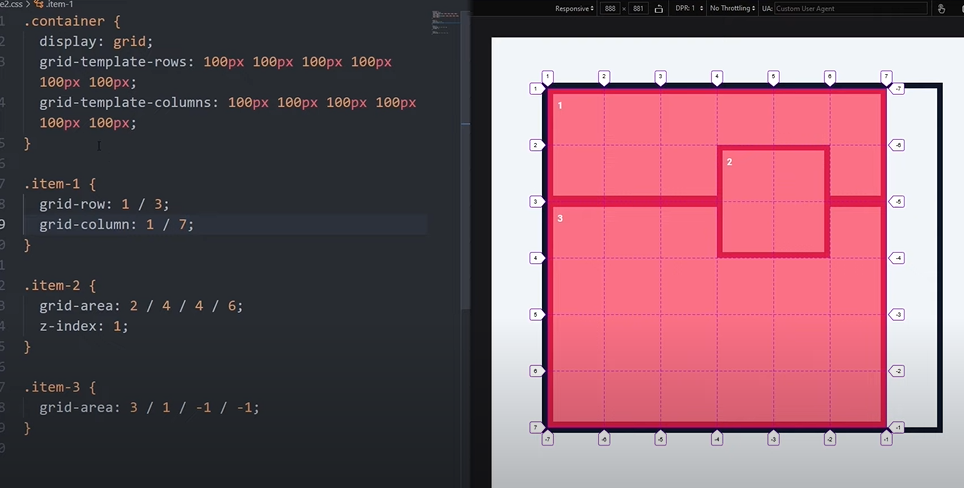 e2.css > .item-1
1 .container {
2 display: grid;
3 grid-template-rows: 100px 100px 100px 100px
100px 100px;
4 grid-template-columns: 100px 100px 100px 100px
100px 100px;
5 }
6
7 .item-1 {
8 grid-row: 1 / 3;
9 grid-column: 1 / 7;
0 }
1
2 .item-2 {
3 grid-area: 2 / 4 / 4 / 6;
4 z-index: 1;
5 }
6
7 .item-3 {
8 grid-area: 3 / 1 / -1 / -1;
9 }
0
Responsive 888 × 881 DPR: 1 No Throttling UA: Custom User Agent
1 2 3 4 5 6 7
1 -7
1
2 -6
2
3 -5
3
4 -4
5 -3
6 -2
7 -1
-7 -6 -5 -4 -3 -2 -1